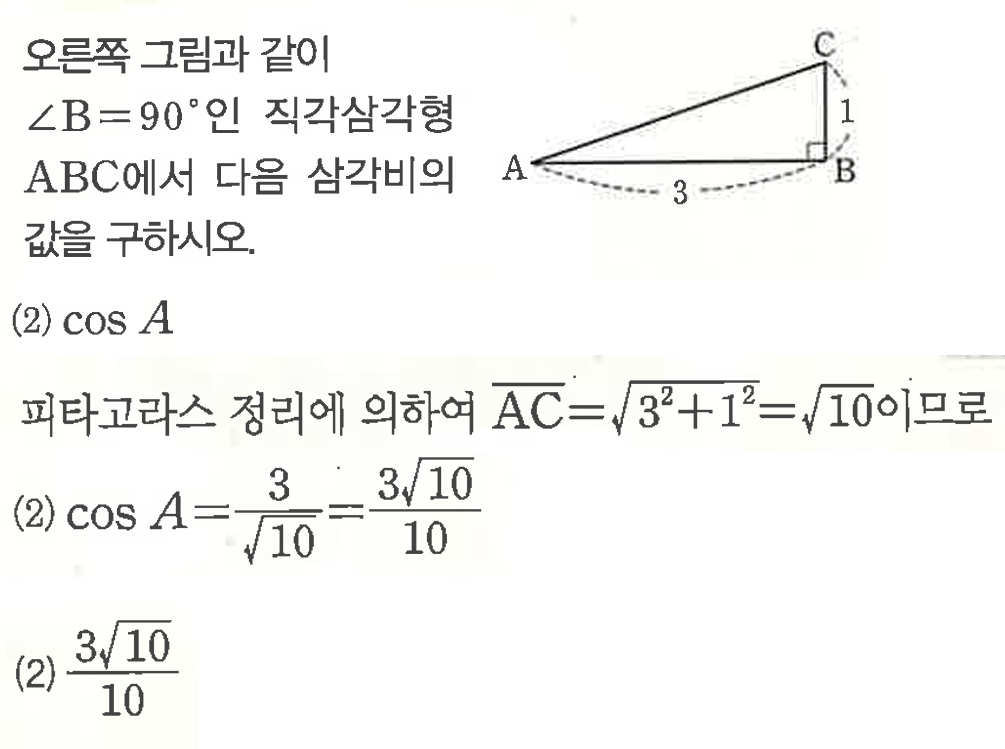 오른쪽 그림과 같이
∠B=90°인 직각삼각형
ABC에서 다음 삼각비의
값을 구하시오.
C
1
A
B
3
(2) cos A
피타고라스 정리에 의하여 \overline{AC}=√(3²+1²)=√10이므로
(2) cos A=3/√10=3√10/10
(2) 3√10/10